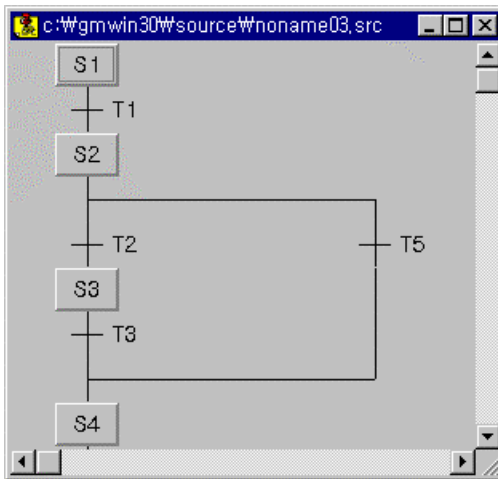 c:₩gmwin30₩source₩noname03,src
S1
T1
S2
T2 T5
S3
T3
S4